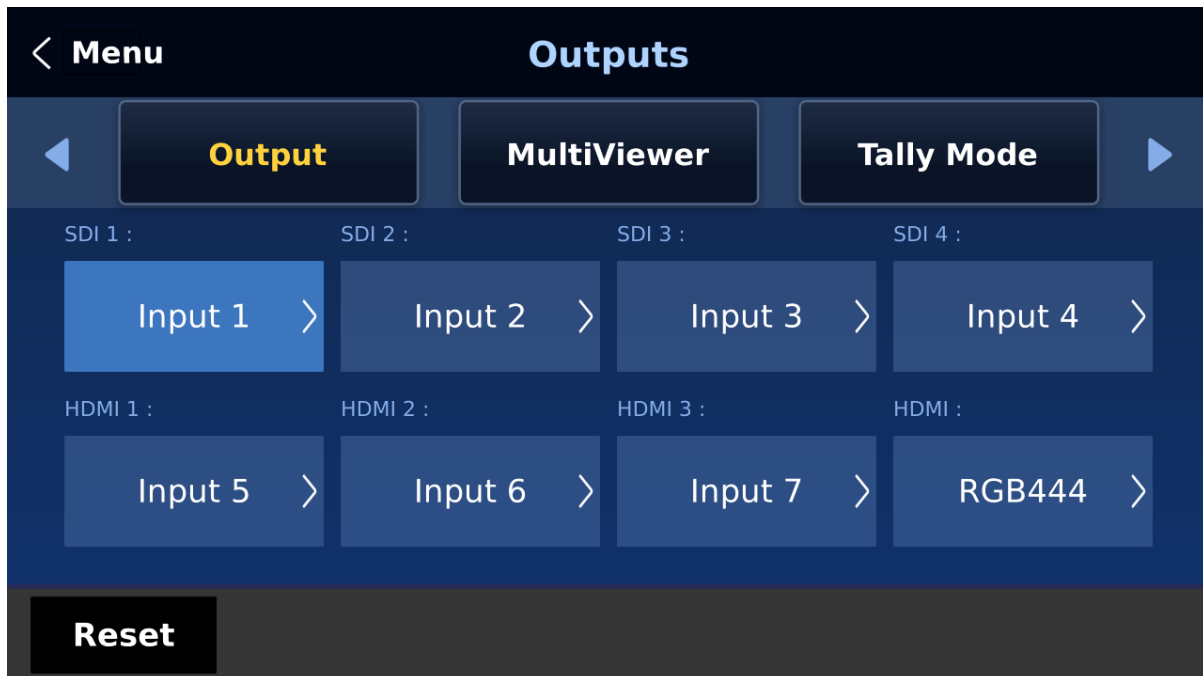 Menu
Outputs
Output
MultiViewer
Tally Mode
SDI 1 :
SDI 2 :
SDI 3 :
SDI 4 :
Input 1
Input 2
Input 3
Input 4
HDMI 1 :
HDMI 2 :
HDMI 3 :
HDMI :
Input 5
Input 6
Input 7
RGB444
Reset